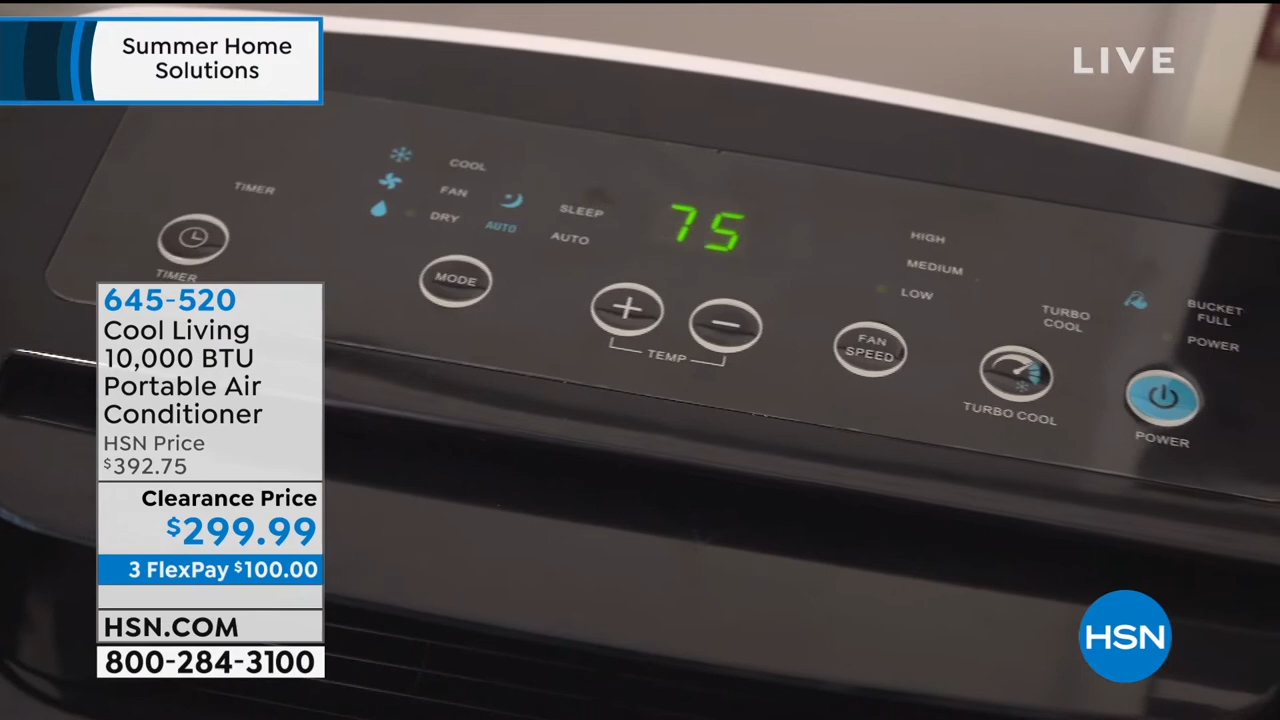 Summer Home
Solutions
LIVE
TIMER
TIMER
COOL
FAN
DRY
AUTO
SLEEP
AUTO
MODE
75
+
−
TEMP
HIGH
MEDIUM
LOW
FAN
SPEED
TURBO
COOL
TURBO COOL
BUCKET
FULL
POWER
POWER
645-520
Cool Living
10,000 BTU
Portable Air
Conditioner
HSN Price
$392.75
Clearance Price
$299.99
3 FlexPay $100.00
HSN.COM
800-284-3100
HSN